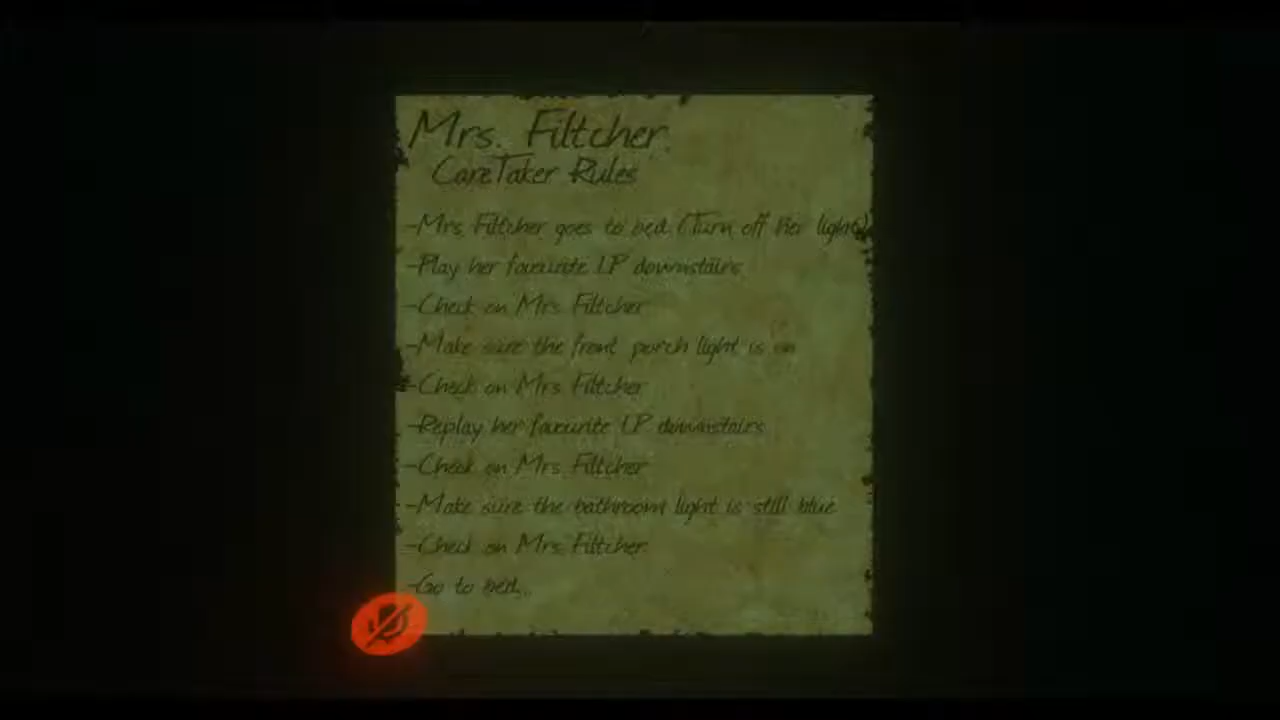 Mrs. Filtcher
CareTaker Rules
-Mrs. Filtcher goes to bed (Turn off her light)
-Play her favourite LP downstairs
-Check on Mrs. Filtcher
-Make sure the front porch light is on
-Check on Mrs. Filtcher
-Replay her favourite LP downstairs
-Check on Mrs. Filtcher
-Make sure the bathroom light is still blue
-Check on Mrs. Filtcher
-Go to bed...